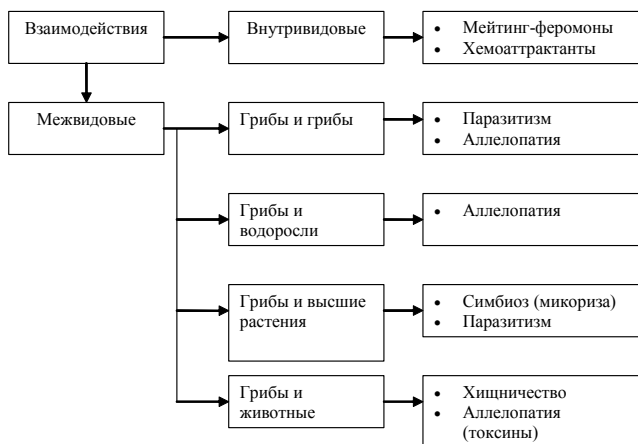 Взаимодействия
Внутривидовые
• Мейтинг-феромоны
• Хемоаттрактанты
Межвидовые
Грибы и грибы
• Паразитизм
• Аллелопатия
Грибы и
водоросли
• Аллелопатия
Грибы и высшие
растения
• Симбиоз (микориза)
• Паразитизм
Грибы и
животные
• Хищничество
• Аллелопатия
(токсины)